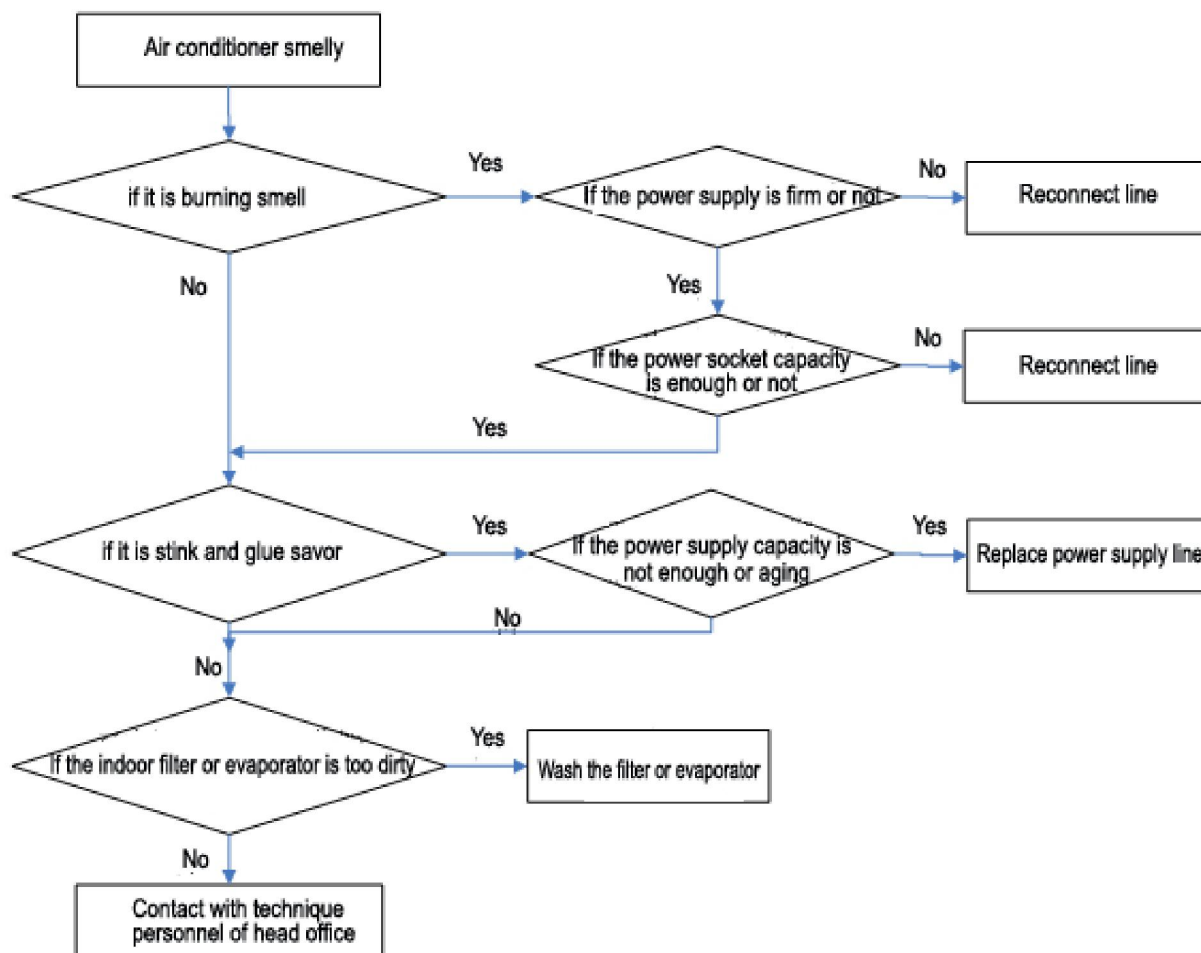 Air conditioner smelly
if it is burning smell
Yes
If the power supply is firm or not
No
Reconnect line
No
Yes
If the power socket capacity
is enough or not
No
Reconnect line
Yes
if it is stink and glue savor
Yes
If the power supply capacity is
not enough or aging
Yes
Replace power supply line
No
No
If the indoor filter or evaporator is too dirty
Yes
Wash the filter or evaporator
No
Contact with technique
personnel of head office